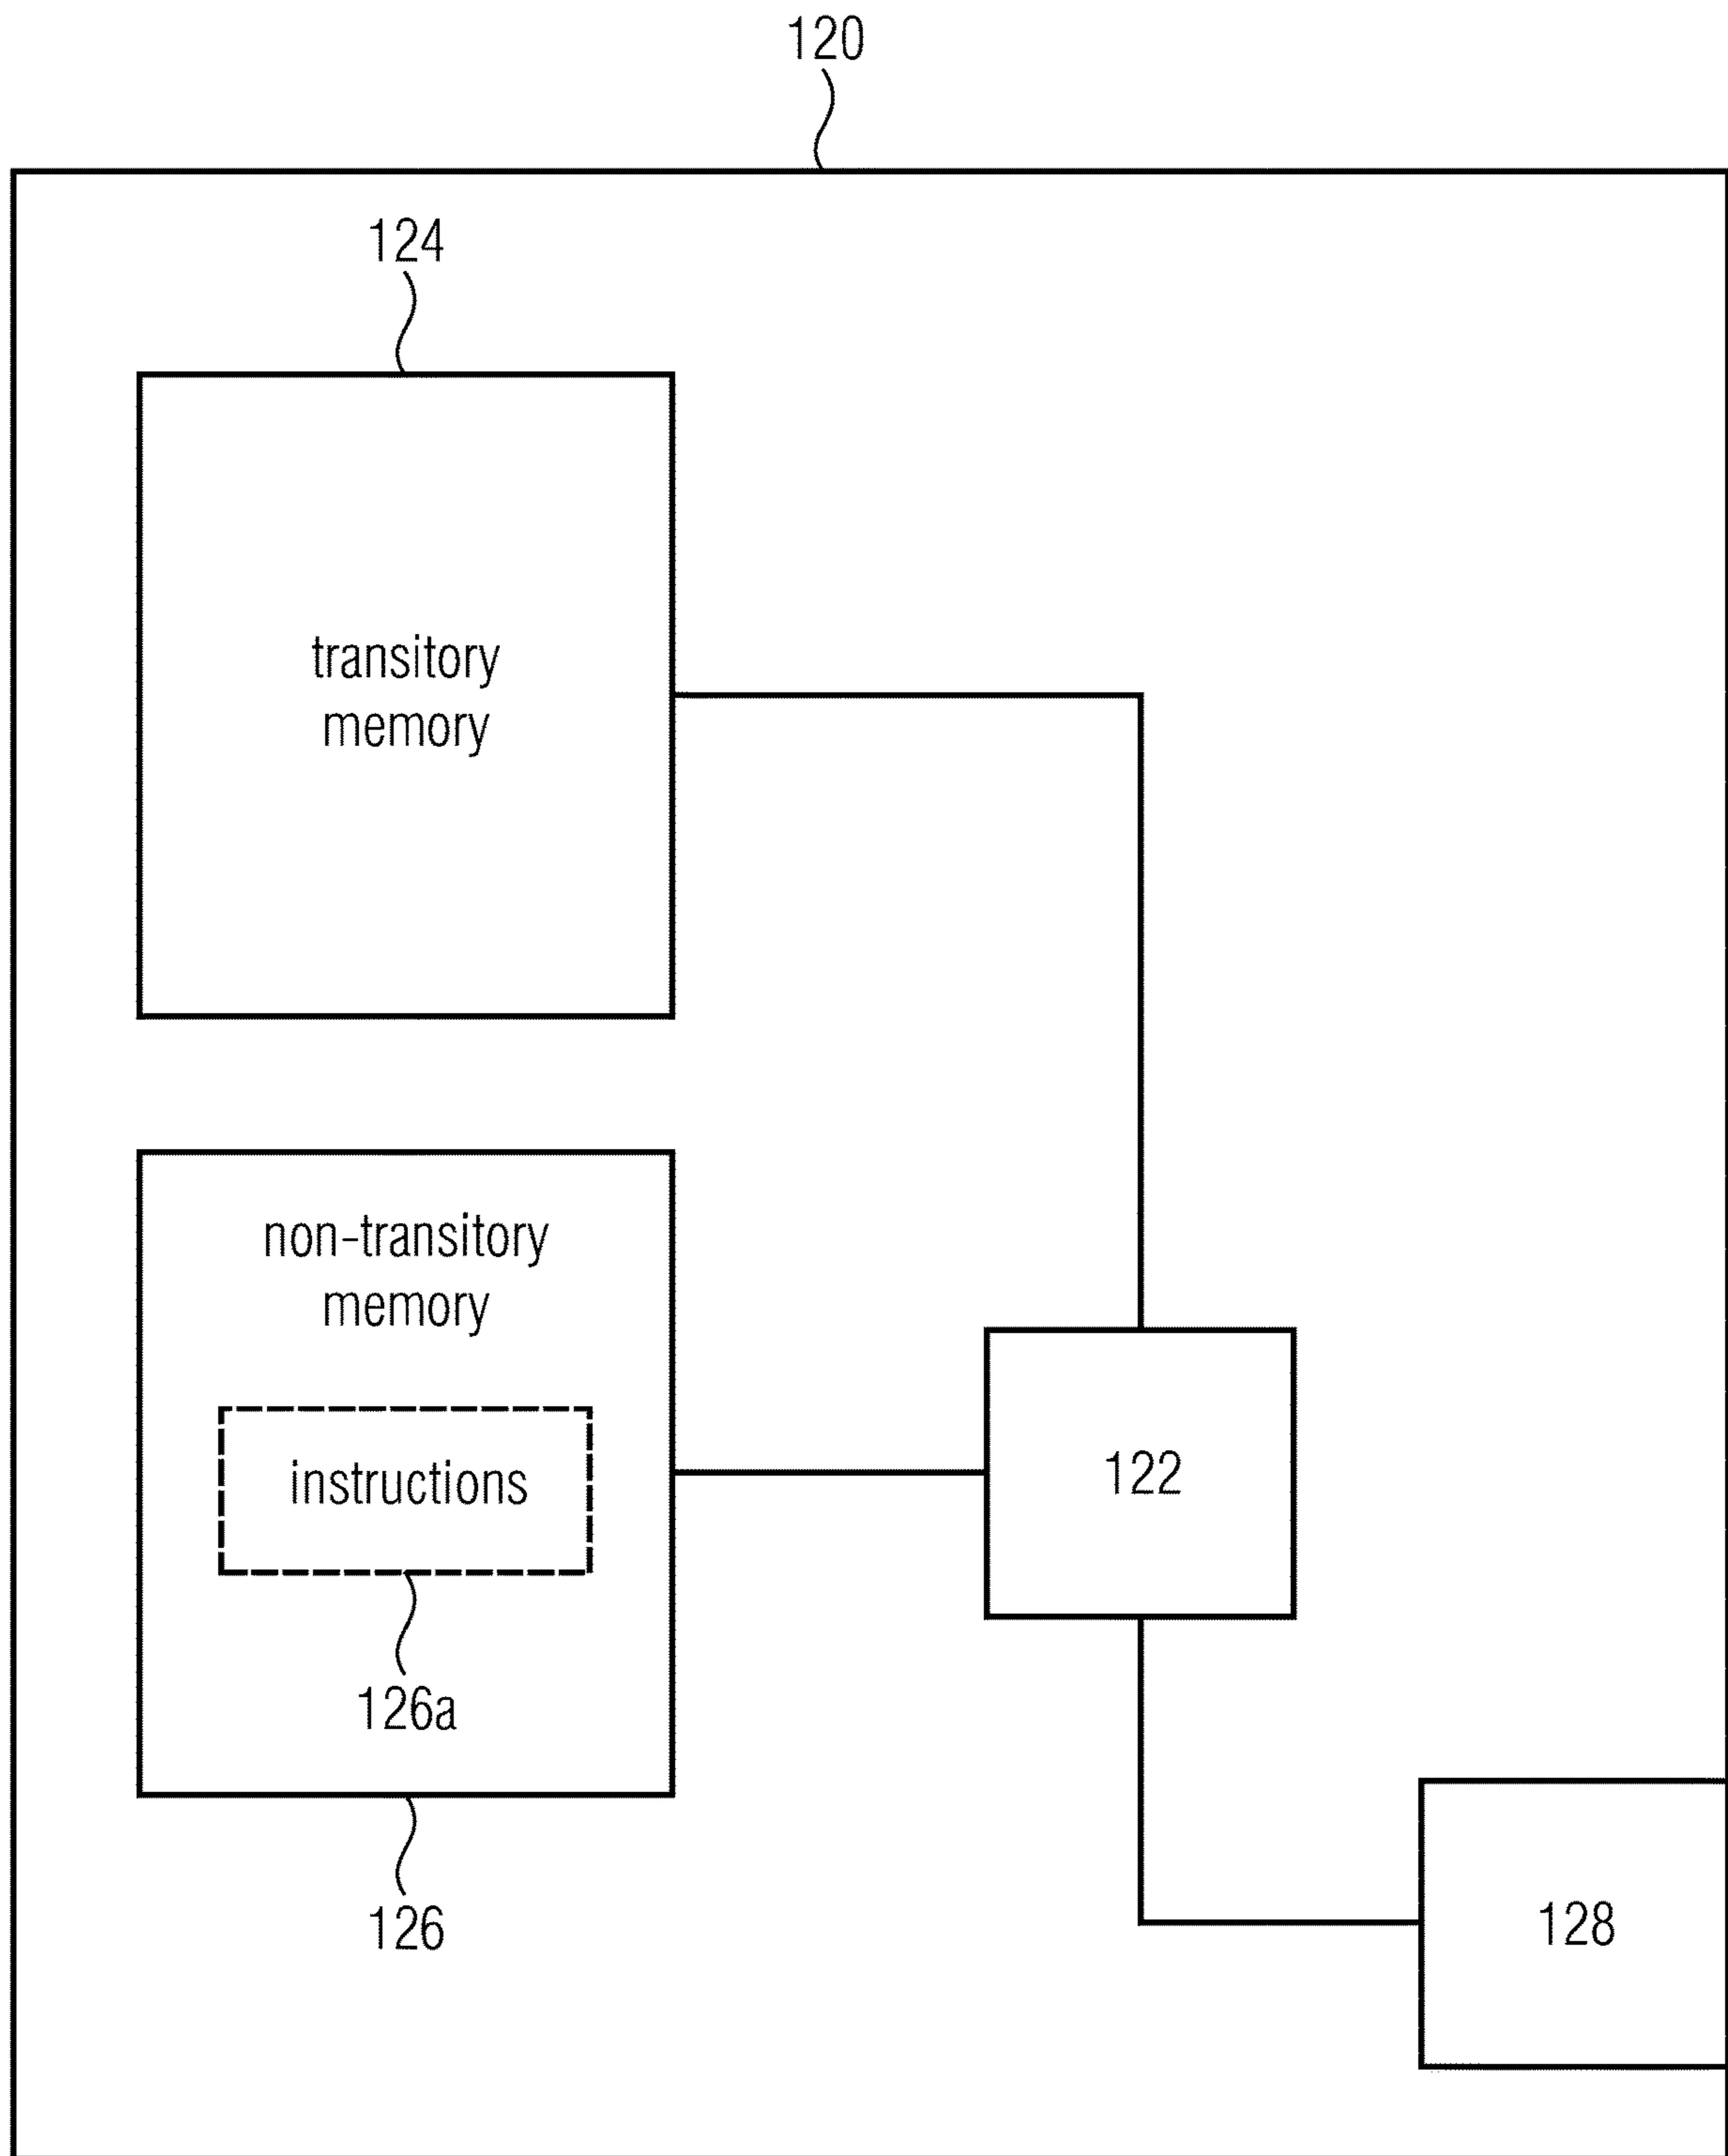 120
124
transitory
memory
non-transitory
memory
instructions
122
126a
126
128